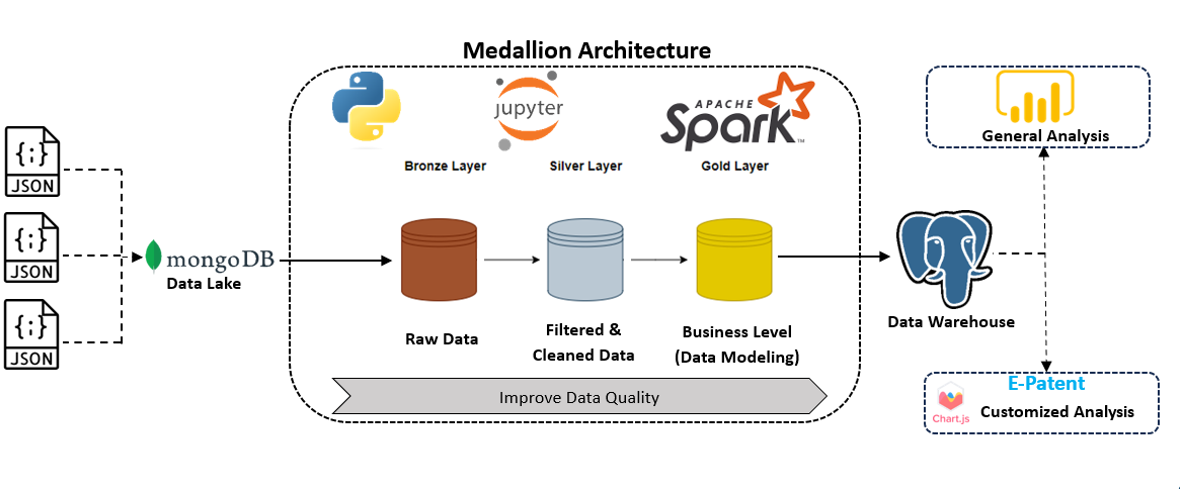 Medallion Architecture
jupyter
APACHE
Spark™
Bronze Layer
Silver Layer
Gold Layer
General Analysis
{;}
JSON
{;}
JSON
{;}
JSON
mongoDB
Data Lake
Raw Data
Filtered &
Cleaned Data
Business Level
(Data Modeling)
Improve Data Quality
Data Warehouse
E-Patent
Chart.js
Customized Analysis